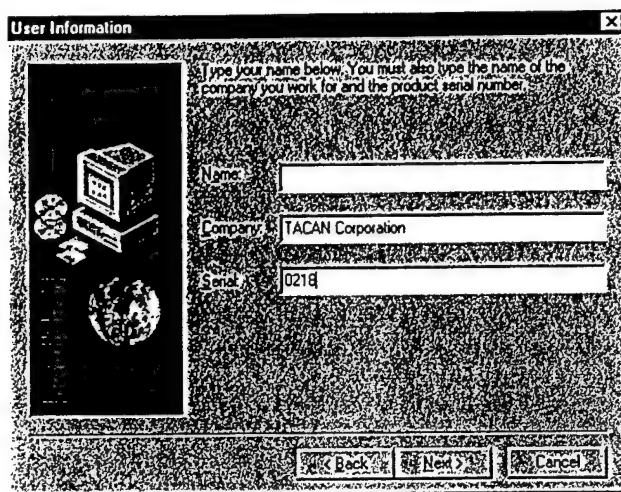 User Information
Type your name below. You must also type the name of the
company you work for and the product serial number.
Name:
Company: TACAN Corporation
Serial: 0218
< Back Next > Cancel